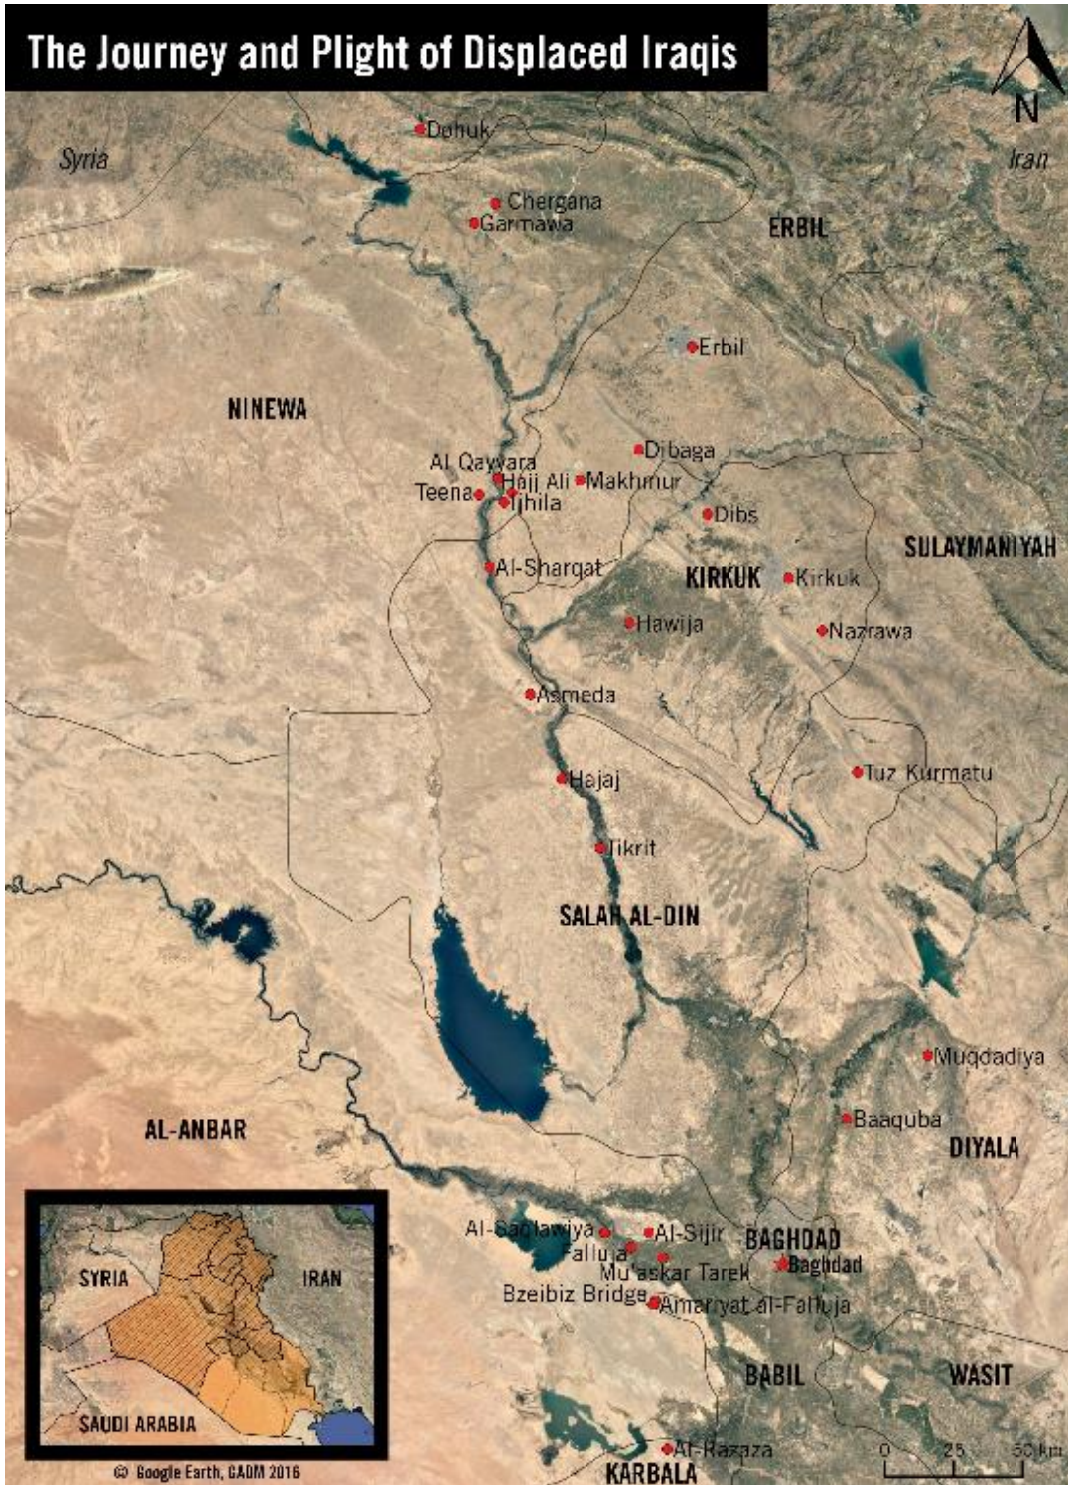 The Journey and Plight of Displaced Iraqis
N
Syria
Iran
Dohuk
Chergana
Garmawa
ERBIL
Erbil
NINEWA
Dibaga
Al Qayyara
Hajj Ali
Makhmur
Teena
Ijhila
Dibs
SULAYMANIYAH
Al-Sharqat
KIRKUK
Kirkuk
Hawija
Nazrawa
Asmeda
Tuz Kurmatu
Hajaj
Tikrit
SALAH AL-DIN
Muqdadiya
Baaquba
AL-ANBAR
DIYALA
Al-Saqlawiya
Al-Sijir
BAGHDAD
Falluja
Baghdad
Mu'askar Tarek
Bzeibiz Bridge
Amariyat al-Falluja
SYRIA
IRAN
BABIL
WASIT
SAUDI ARABIA
Al-Razaza
0 25 50 km
KARBALA
© Google Earth, GADM 2016